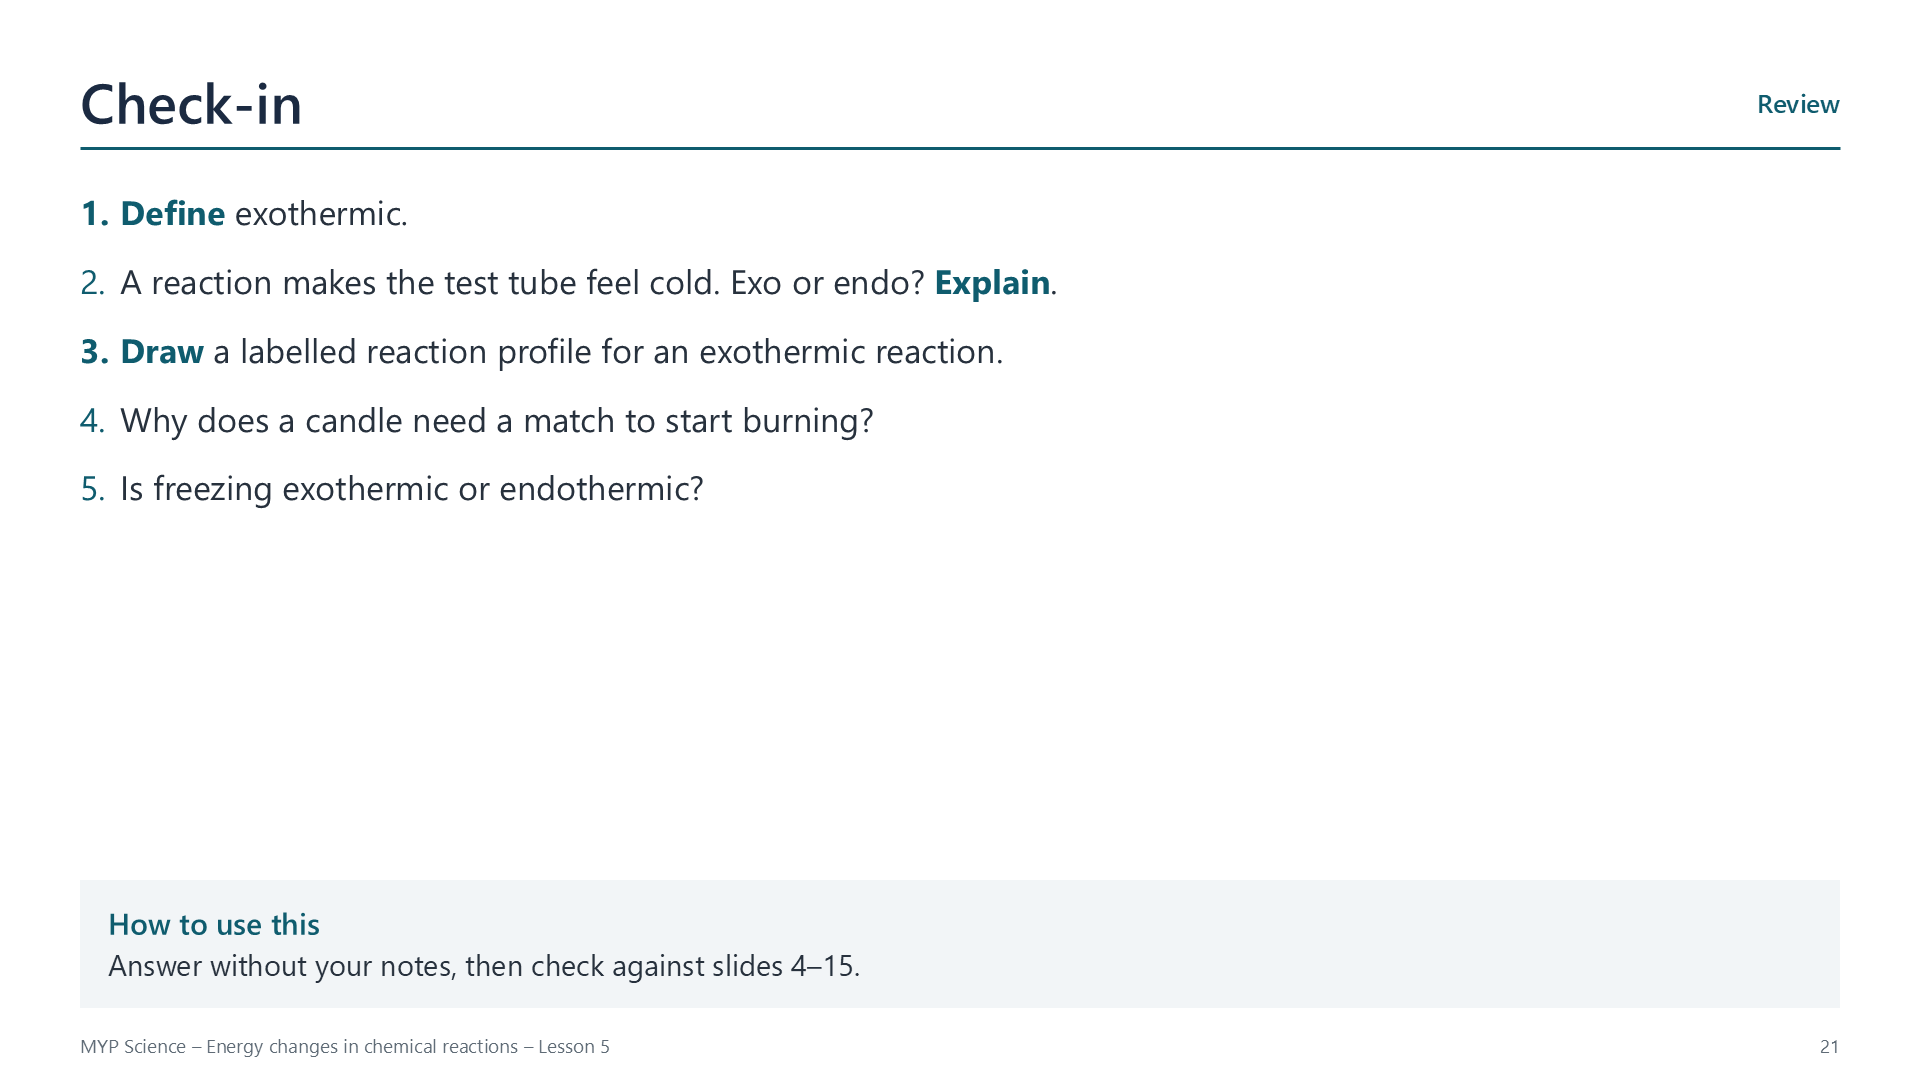 Check-in
Review
1. Define exothermic.
2. A reaction makes the test tube feel cold. Exo or endo? Explain.
3. Draw a labelled reaction profile for an exothermic reaction.
4. Why does a candle need a match to start burning?
5. Is freezing exothermic or endothermic?
How to use this
Answer without your notes, then check against slides 4–15.
MYP Science – Energy changes in chemical reactions – Lesson 5
21